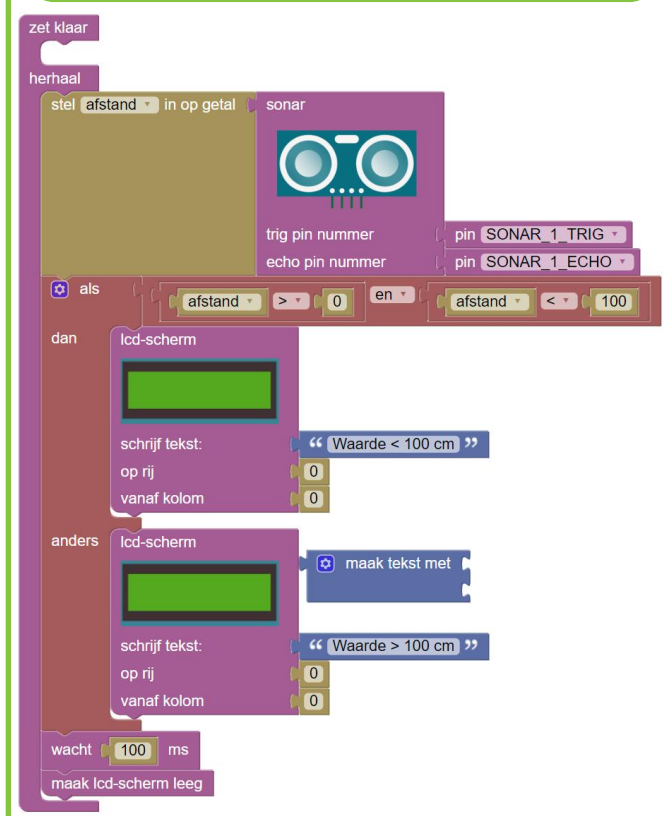 zet klaar
herhaal
stel afstand in op getal sonar
trig pin nummer pin SONAR_1_TRIG
echo pin nummer pin SONAR_1_ECHO
als afstand > 0 en afstand < 100
dan lcd-scherm
schrijf tekst: “ Waarde < 100 cm ”
op rij 0
vanaf kolom 0
anders lcd-scherm
maak tekst met
schrijf tekst: “ Waarde > 100 cm ”
op rij 0
vanaf kolom 0
wacht 100 ms
maak lcd-scherm leeg